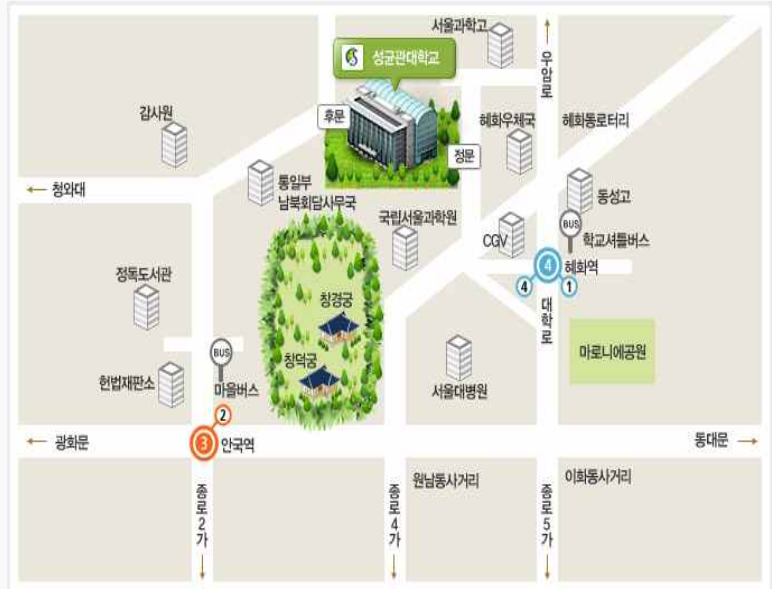 서울과학고
성균관대학교
우암로
감사원
후문
혜화우체국
혜화동로터리
정문
청와대
통일부
남북회담사무국
동성고
국립서울과학원
CGV
BUS
학교셔틀버스
4
혜화역
4
1
정독도서관
창경궁
대학로
마로니에공원
BUS
헌법재판소
마을버스
창덕궁
서울대병원
2
광화문
3
안국역
동대문
원남동사거리
이화동사거리
종로2가
종로4가
종로5가